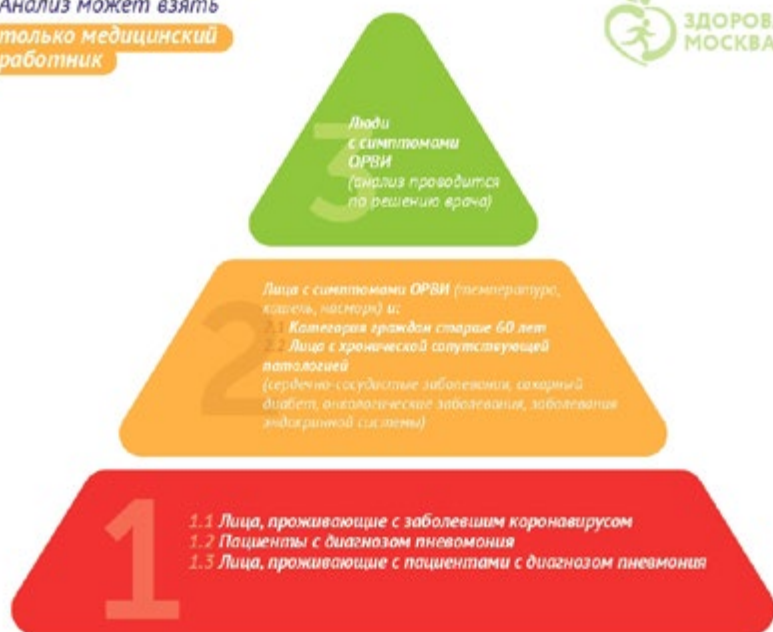 Анализ может взять
только медицинский
работник
ЗДОРОВ
МОСКВА
3
Люди
с симптомами
ОРВИ
(анализ проводится
по решению врача)
2
Лица с симптомами ОРВИ (температура,
кашель, насморк) и:
2.1 Категория граждан старше 60 лет
2.2 Лица с хронической сопутствующей
патологией
(сердечно-сосудистые заболевания, сахарный
диабет, онкологические заболевания, заболевания
эндокринной системы)
1
1.1 Лица, проживающие с заболевшим коронавирусом
1.2 Пациенты с диагнозом пневмония
1.3 Лица, проживающие с пациентами с диагнозом пневмония